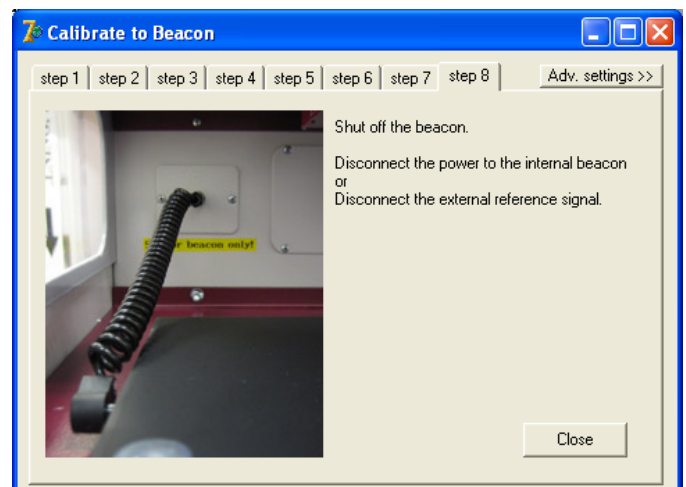 Calibrate to Beacon
step 1 step 2 step 3 step 4 step 5 step 6 step 7 step 8 Adv. settings >>
Shut off the beacon.
Disconnect the power to the internal beacon
or
Disconnect the external reference signal.
beacon only!
Close